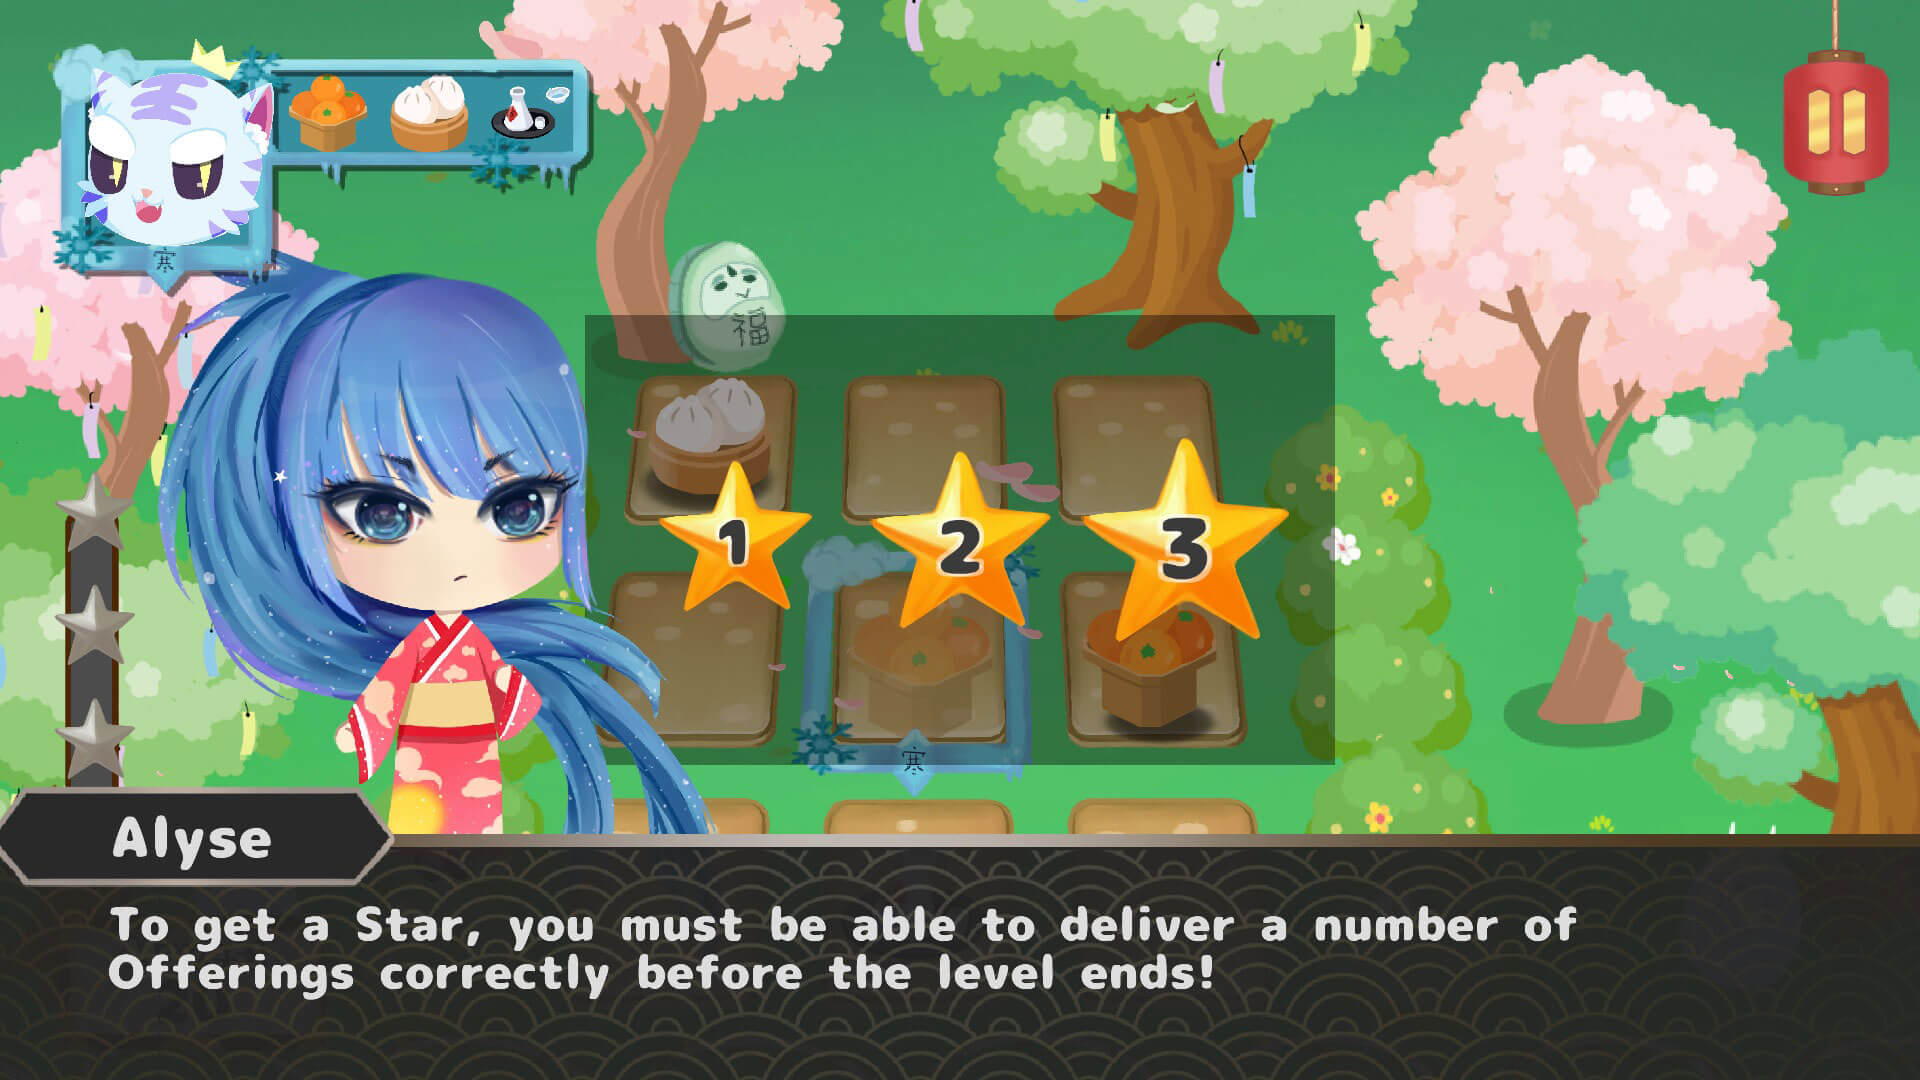 寒
福
1
2
3
寒
Alyse
To get a Star, you must be able to deliver a number of
Offerings correctly before the level ends!